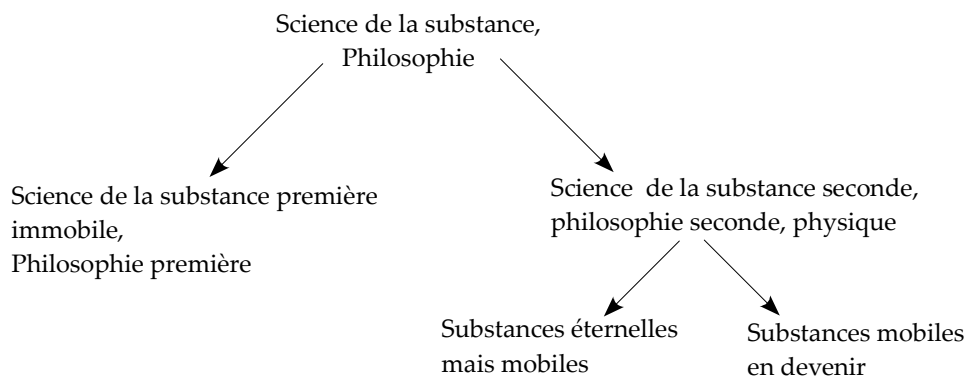 Science de la substance,
Philosophie
Science de la substance première
immobile,
Philosophie première
Science de la substance seconde,
philosophie seconde, physique
Substances éternelles
mais mobiles
Substances mobiles
en devenir